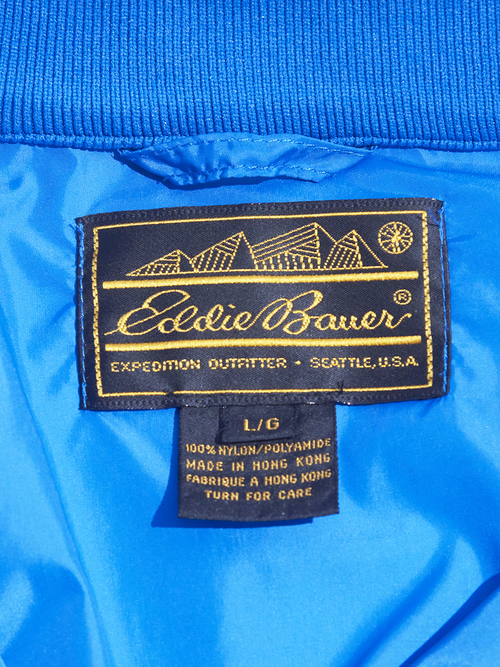 Eddie Bauer®
EXPEDITION OUTFITTER • SEATTLE, U.S.A.
L/G
100% NYLON/POLYAMIDE
MADE IN HONG KONG
FABRIQUE A HONG KONG
TURN FOR CARE